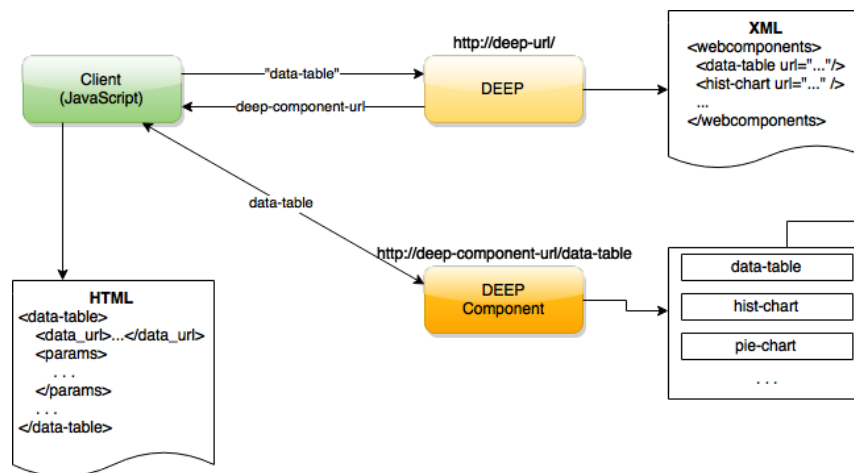 http://deep-url/
XML
<webcomponents>
<data-table url="..."/>
<hist-chart url="..." />
...
</webcomponents>
Client
(JavaScript)
"data-table"
deep-component-url
DEEP
data-table
http://deep-component-url/data-table
DEEP
Component
data-table
hist-chart
pie-chart
. . .
HTML
<data-table>
<data_url>...</data_url>
<params>
. . .
</params>
. . .
</data-table>